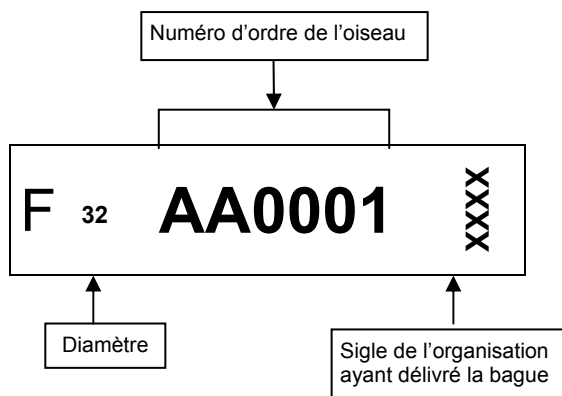 Numéro d'ordre de l'oiseau
F 32 AA0001 XXXX
Diamètre
Sigle de l'organisation
ayant délivré la bague